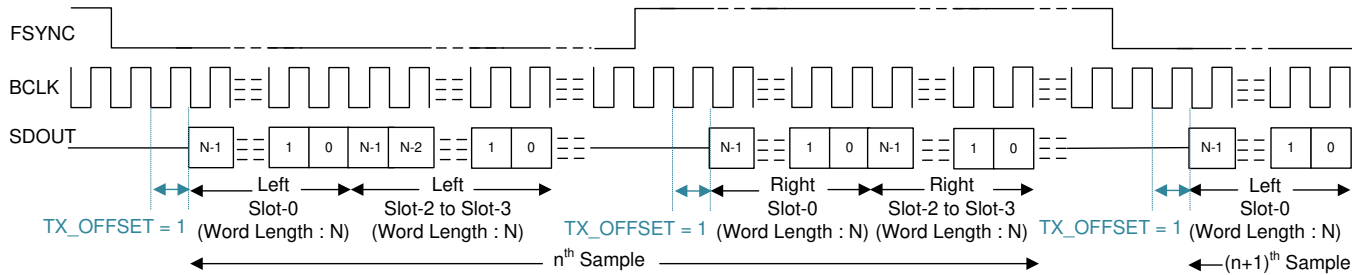 FSYNC
BCLK
SDOUT
N-1 1 0 N-1 N-2 1 0 N-1 1 0 N-1 1 0 N-1 1 0
Left Left Right Right Left
TX_OFFSET = 1 Slot-0 Slot-2 to Slot-3 TX_OFFSET = 1 Slot-0 Slot-2 to Slot-3 TX_OFFSET = 1 Slot-0
(Word Length : N) (Word Length : N) (Word Length : N) (Word Length : N) (Word Length : N)
nth Sample (n+1)th Sample